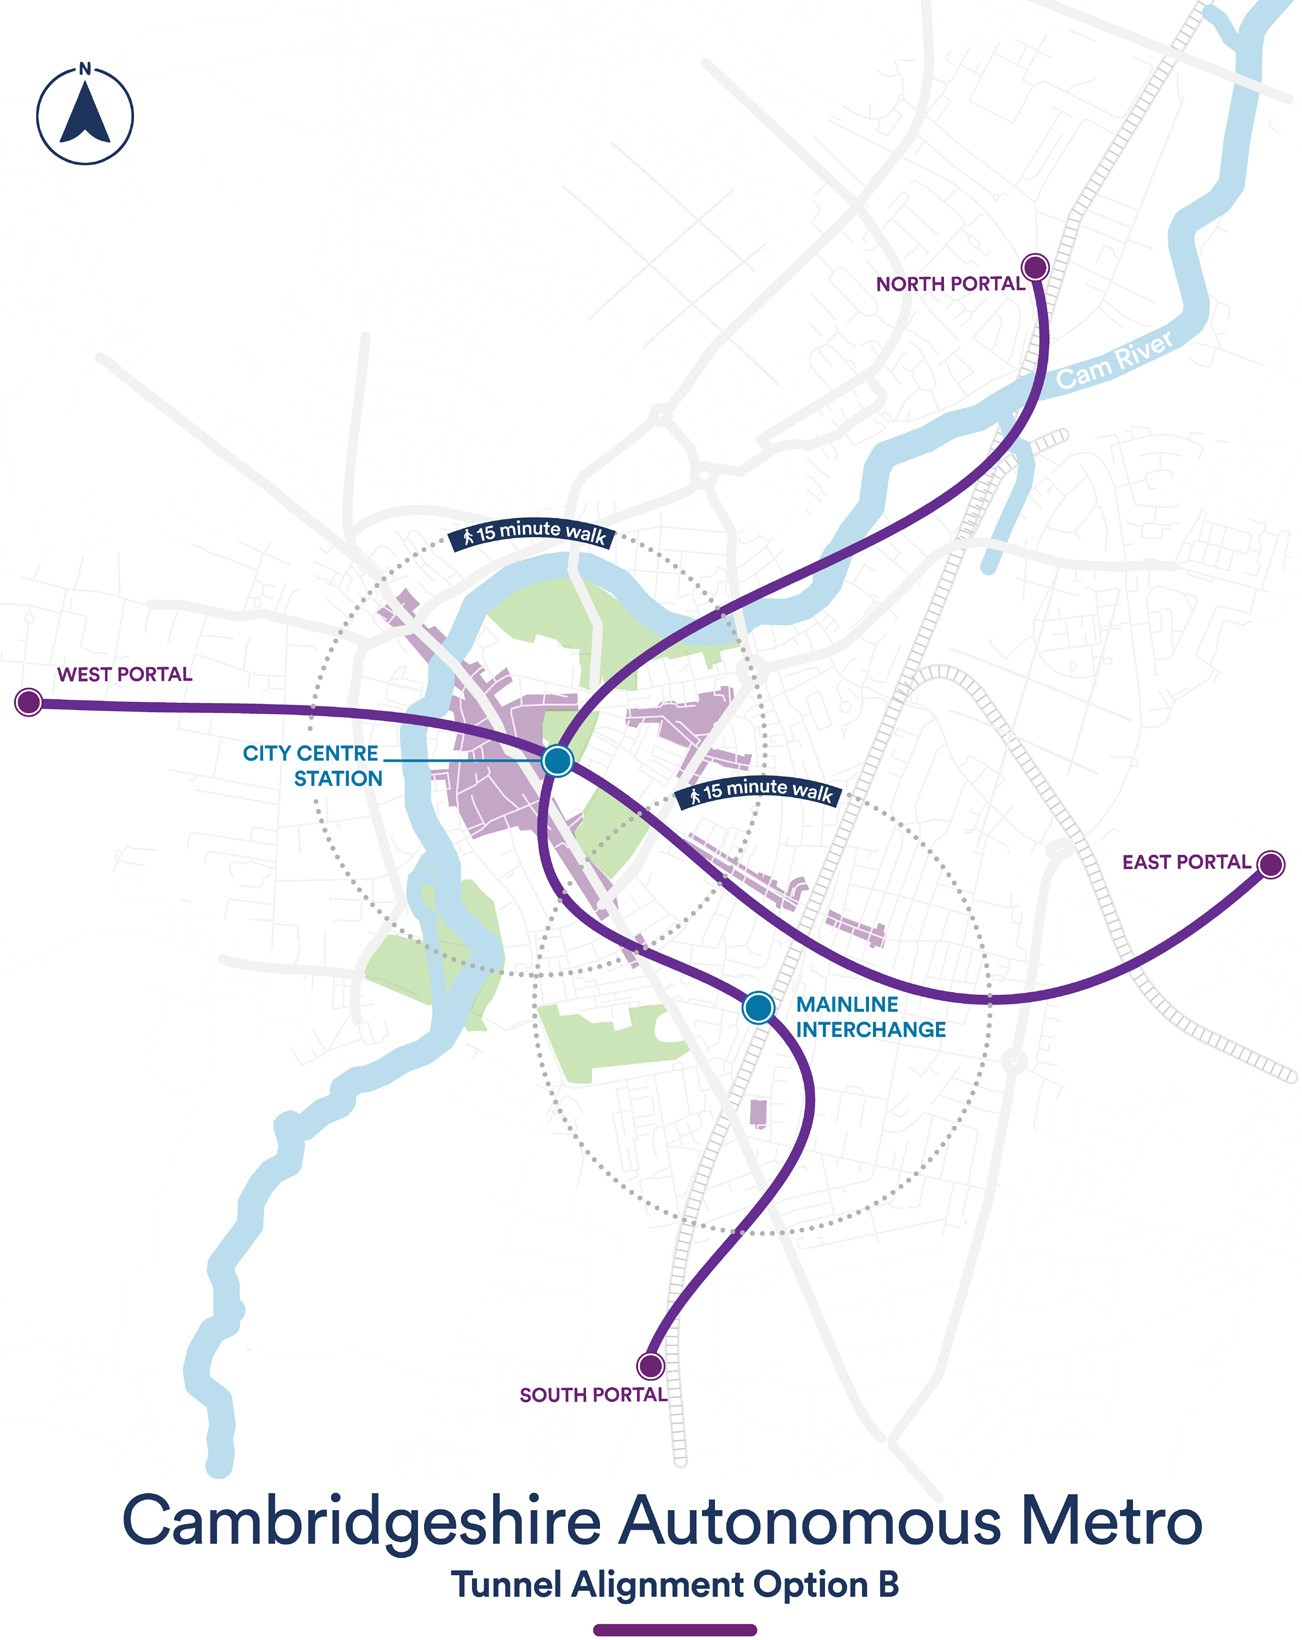 N
NORTH PORTAL
Cam River
15 minute walk
WEST PORTAL
CITY CENTRE
STATION
15 minute walk
EAST PORTAL
MAINLINE
INTERCHANGE
SOUTH PORTAL
Cambridgeshire Autonomous Metro
Tunnel Alignment Option B